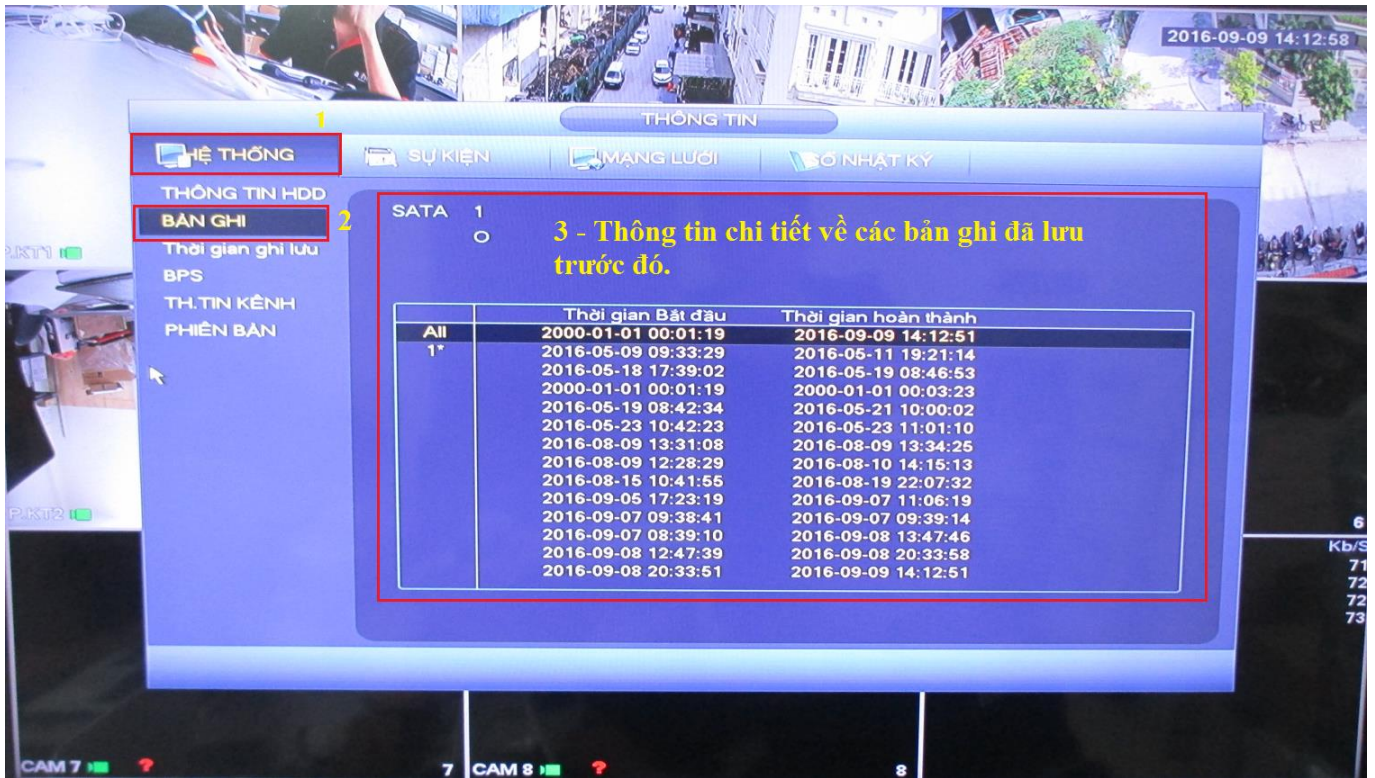 2016-09-09 14:12:58
THÔNG TIN
1
HỆ THỐNG SỰ KIỆN MẠNG LƯỚI SỔ NHẬT KÝ
THÔNG TIN HDD
BẢN GHI
2
Thời gian ghi lưu
BPS
TH.TIN KÊNH
PHIÊN BẢN
SATA 1
O
3 - Thông tin chi tiết về các bản ghi đã lưu
trước đó.
Thời gian Bắt đầu Thời gian hoàn thành
All 2000-01-01 00:01:19 2016-09-09 14:12:51
1* 2016-05-09 09:33:29 2016-05-11 19:21:14
2016-05-18 17:39:02 2016-05-19 08:46:53
2000-01-01 00:01:19 2000-01-01 00:03:23
2016-05-19 08:42:34 2016-05-21 10:00:02
2016-05-23 10:42:23 2016-05-23 11:01:10
2016-08-09 13:31:08 2016-08-09 13:34:25
2016-08-09 12:28:29 2016-08-10 14:15:13
2016-08-15 10:41:55 2016-08-19 22:07:32
2016-09-05 17:23:19 2016-09-07 11:06:19
2016-09-07 09:38:41 2016-09-07 09:39:14
2016-09-07 08:39:10 2016-09-08 13:47:46
2016-09-08 12:47:39 2016-09-08 20:33:58
2016-09-08 20:33:51 2016-09-09 14:12:51
P.KT1
P.KT2
6
Kb/S
71
72
72
73
CAM 7 ? 7
CAM 8 ? 8